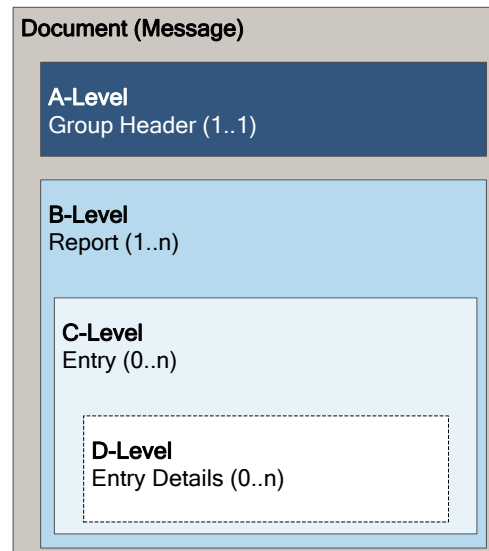 Document (Message)
A-Level
Group Header (1..1)
B-Level
Report (1..n)
C-Level
Entry (0..n)
D-Level
Entry Details (0..n)